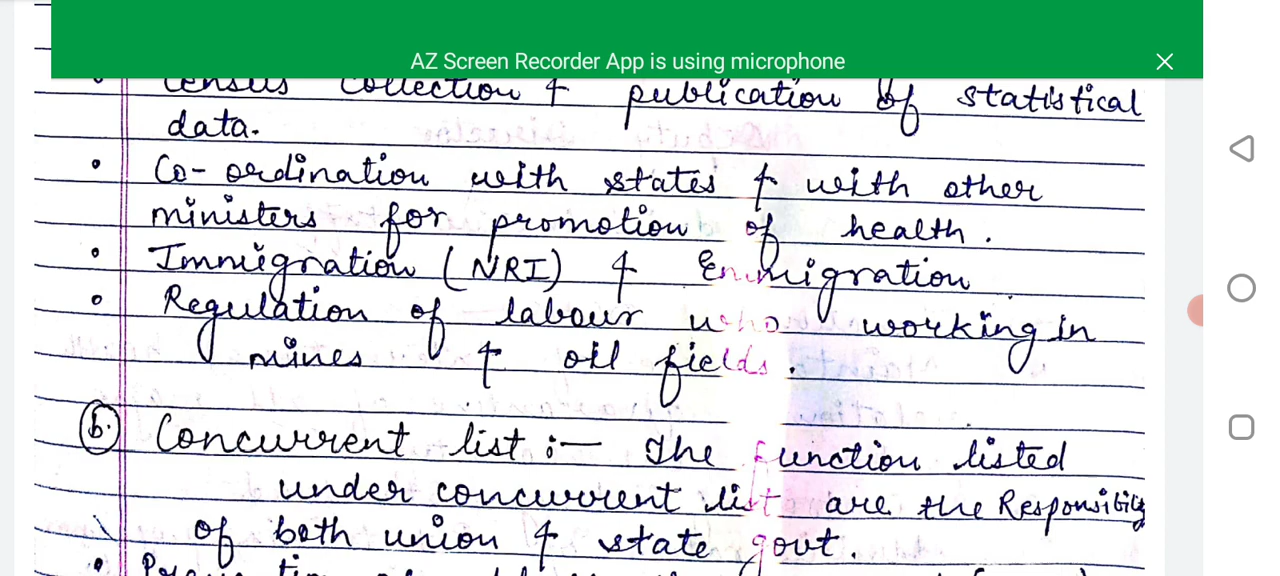 AZ Screen Recorder App is using microphone
census collection & publication of statistical
data.
• Co-ordination with states & with other
ministers for promotion of health.
• Immigration (NRI) & Emmigration
• Regulation of labour who working in
mines & oil fields.
(b.) Concurrent list :- The function listed
under concurrent list are the Responsibility
of both union & state govt.